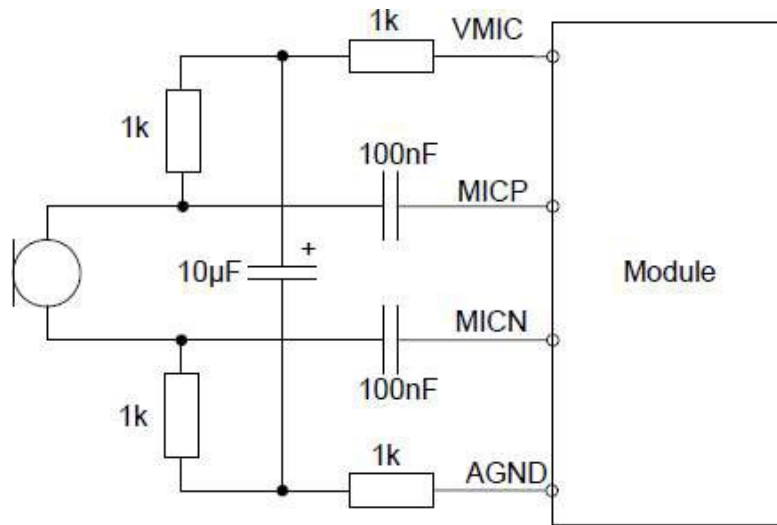 1k
VMIC
1k
100nF
MICP
+
10µF
Module
MICN
100nF
1k
1k
AGND